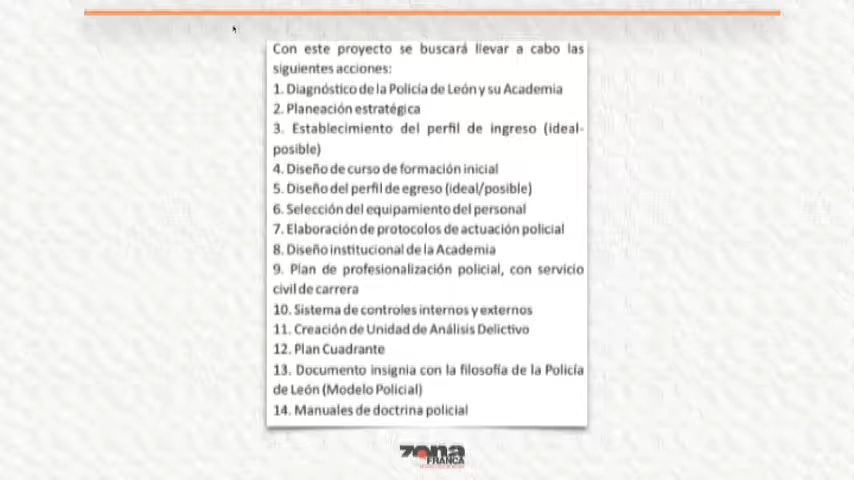 Con este proyecto se buscará llevar a cabo las
siguientes acciones:
1. Diagnóstico de la Policía de León y su Academia
2. Planeación estratégica
3. Establecimiento del perfil de ingreso (ideal-
posible)
4. Diseño de curso de formación inicial
5. Diseño del perfil de egreso (ideal/posible)
6. Selección del equipamiento del personal
7. Elaboración de protocolos de actuación policial
8. Diseño institucional de la Academia
9. Plan de profesionalización policial, con servicio
civil de carrera
10. Sistema de controles internos y externos
11. Creación de Unidad de Análisis Delictivo
12. Plan Cuadrante
13. Documento insignia con la filosofía de la Policía
de León (Modelo Policial)
14. Manuales de doctrina policial
zona
FRANCA